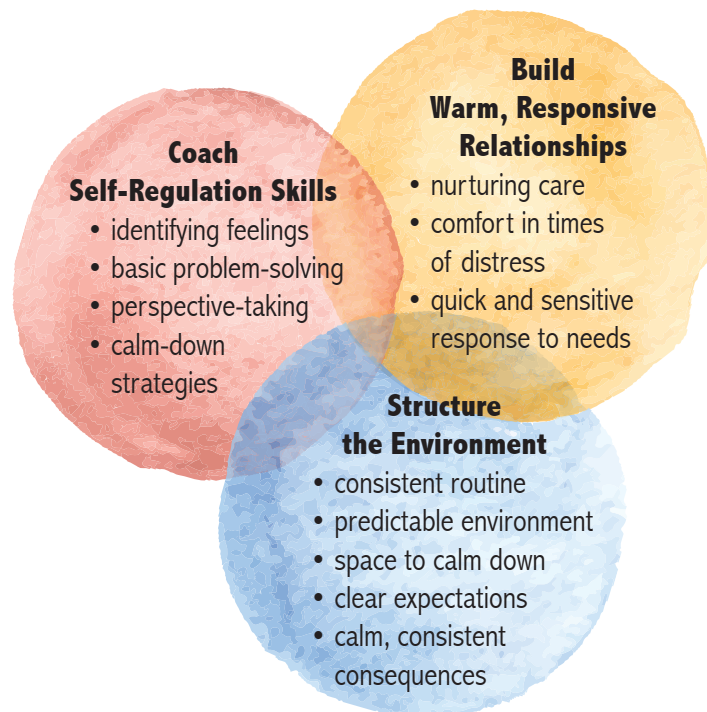 Build
Warm, Responsive
Relationships
• nurturing care
• comfort in times
of distress
• quick and sensitive
response to needs
Coach
Self-Regulation Skills
• identifying feelings
• basic problem-solving
• perspective-taking
• calm-down
strategies
Structure
the Environment
• consistent routine
• predictable environment
• space to calm down
• clear expectations
• calm, consistent
consequences